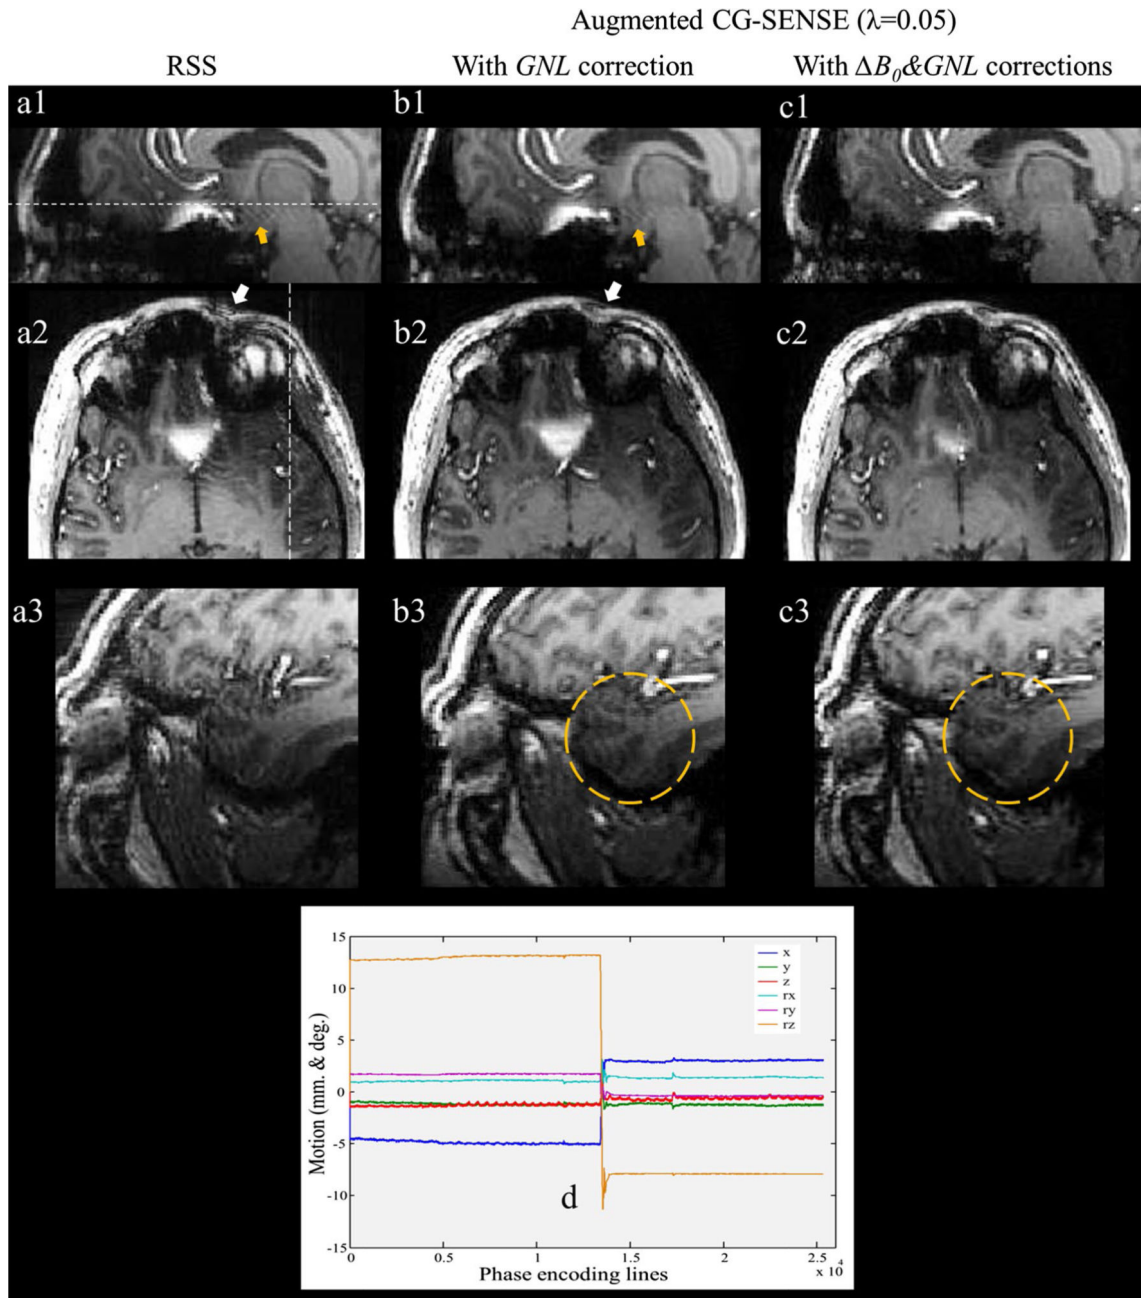 Augmented CG-SENSE (λ=0.05)
RSS
With GNL correction
With ΔB₀&GNL corrections
a1
b1
c1
a2
b2
c2
a3
b3
c3
15
10
5
0
-5
-10
-15
Motion (mm. & deg.)
x
y
z
rx
ry
rz
d
0
0.5
1
1.5
2
2.5
x 10⁴
Phase encoding lines